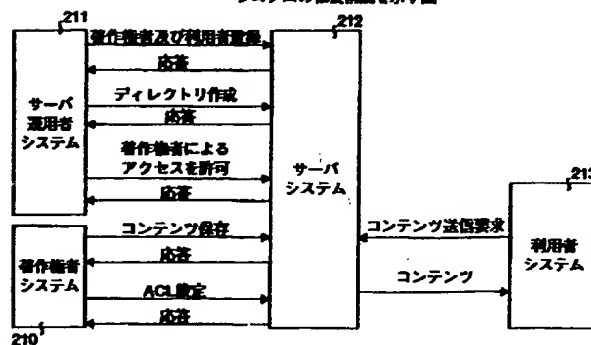 211
212
著作権者及び利用者登録
応答
ディレクトリ作成
応答
サーバ
運用者
システム
著作権者による
アクセスを許可
応答
サーバ
システム
213
コンテンツ保存
応答
コンテンツ送信要求
利用者
システム
著作権者
システム
ACL設定
コンテンツ
応答
210